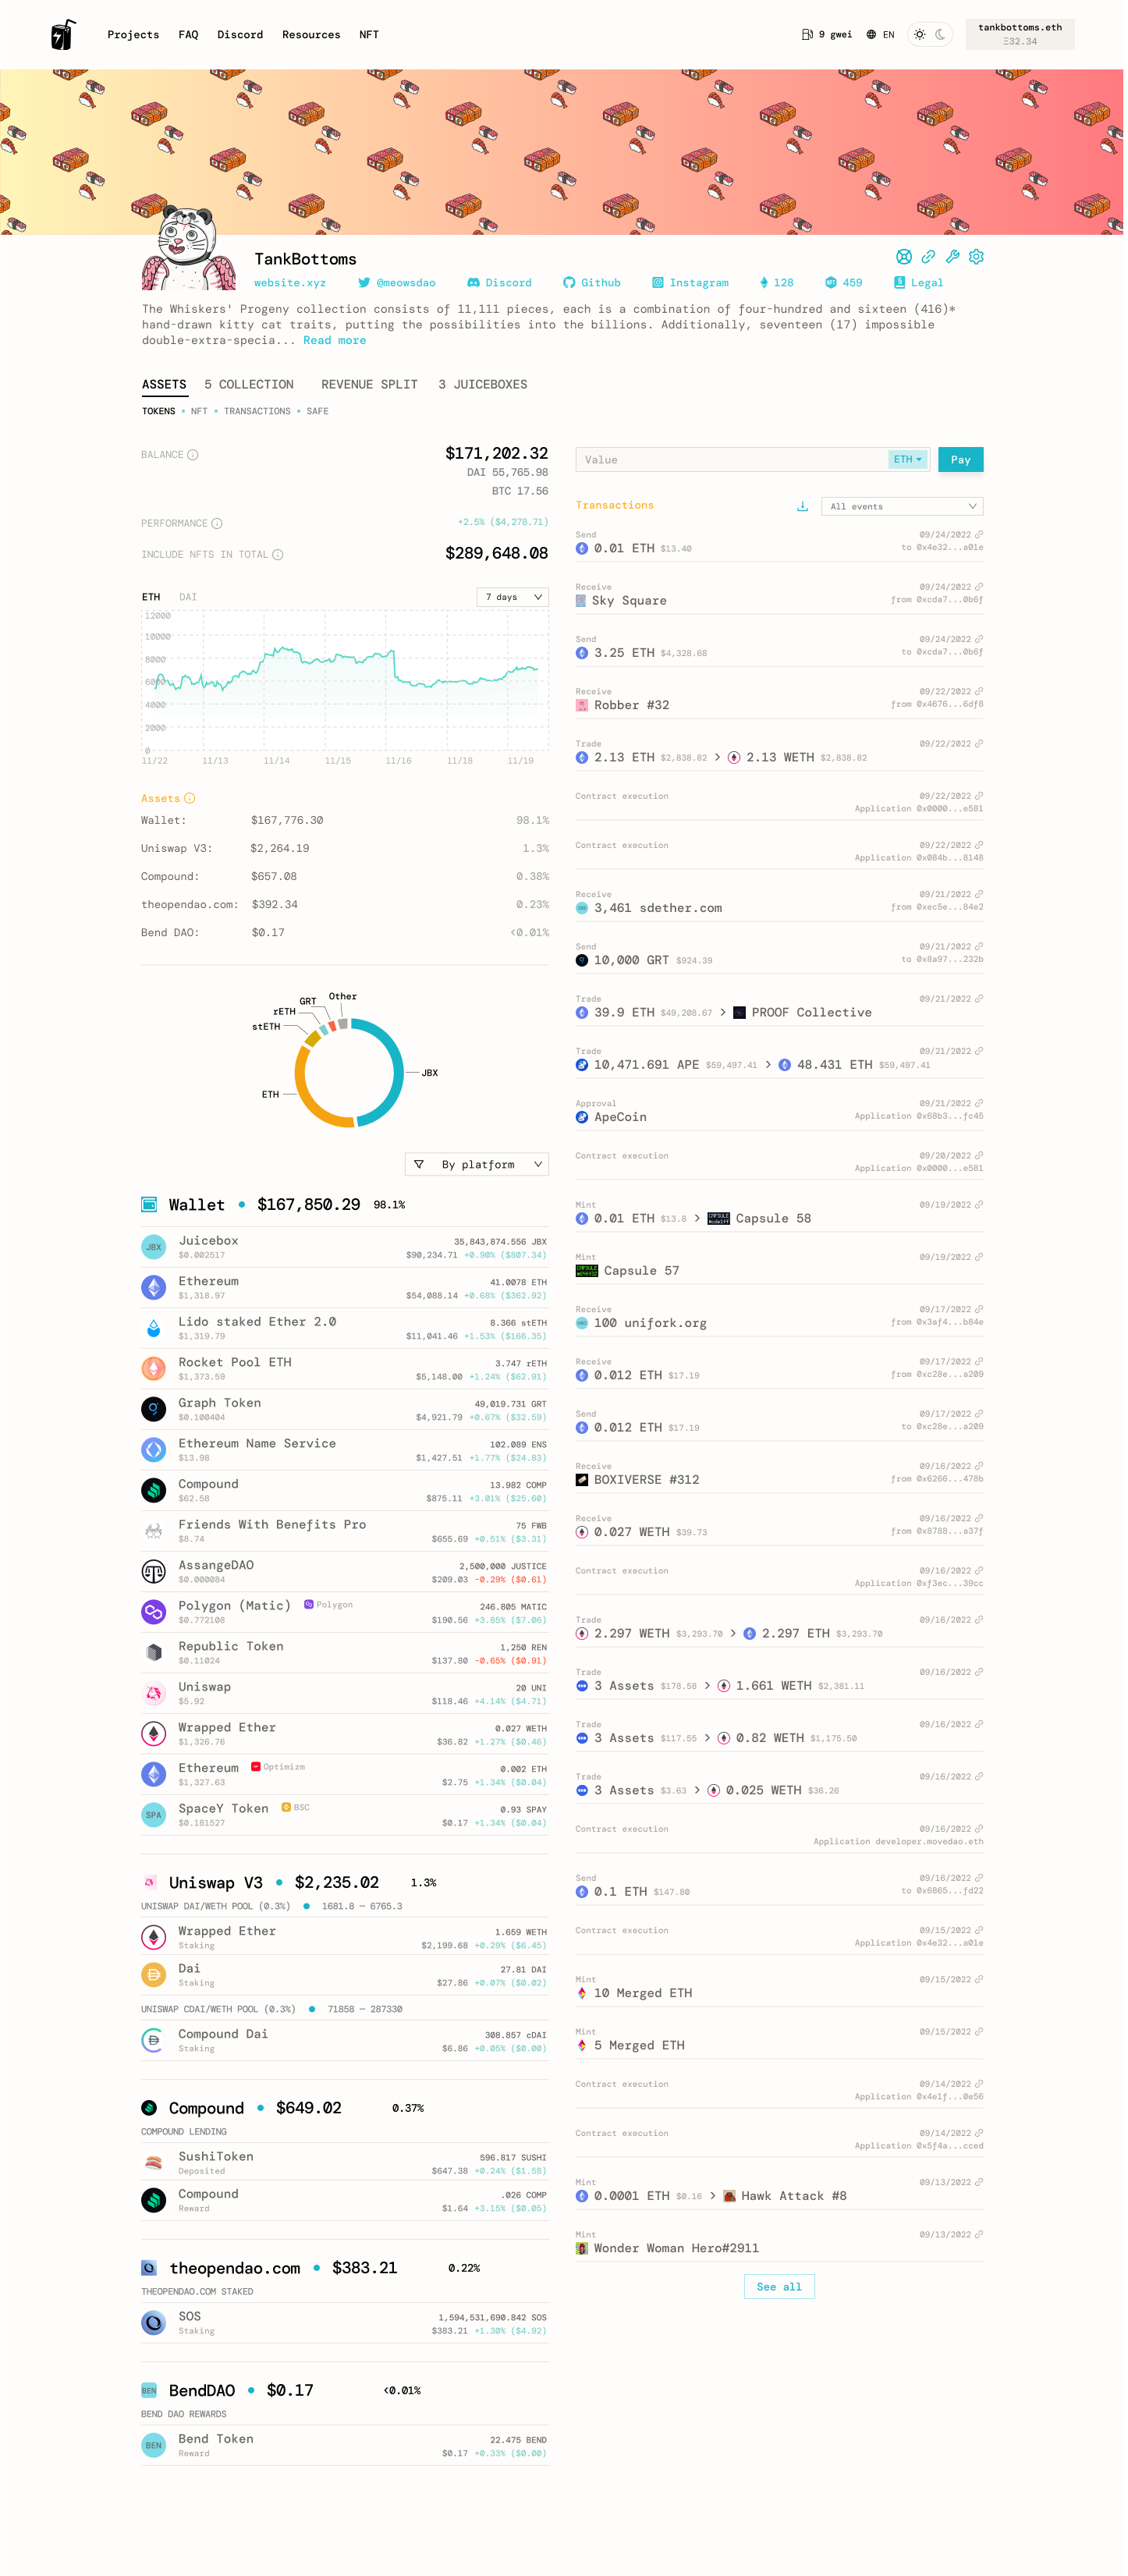 Projects FAQ Discord Resources NFT 9 gwei EN tankbottoms.eth
Ξ32.34
TankBottoms
website.xyz @meowsdao Discord Github Instagram 128 459 Legal
The Whiskers' Progeny collection consists of 11,111 pieces, each is a combination of four-hundred and sixteen (416)*
hand-drawn kitty cat traits, putting the possibilities into the billions. Additionally, seventeen (17) impossible
double-extra-specia... Read more
ASSETS 5 COLLECTION REVENUE SPLIT 3 JUICEBOXES
TOKENS • NFT • TRANSACTIONS • SAFE
BALANCE $171,202.32
DAI 55,765.98
BTC 17.56
PERFORMANCE +2.5% ($4,278.71)
INCLUDE NFTS IN TOTAL $289,648.08
ETH DAI 7 days
12000
10000
8000
6000
4000
2000
0
11/22 11/13 11/14 11/15 11/16 11/18 11/19
Assets
Wallet: $167,776.30 98.1%
Uniswap V3: $2,264.19 1.3%
Compound: $657.08 0.38%
theopendao.com: $392.34 0.23%
Bend DAO: $0.17 <0.01%
Other
GRT
rETH
stETH
JBX
ETH
By platform
Wallet • $167,850.29 98.1%
JBX Juicebox 35,843,874.556 JBX
$0.002517 $90,234.71 +0.90% ($807.34)
Ethereum 41.0078 ETH
$1,318.97 $54,088.14 +0.68% ($362.92)
Lido staked Ether 2.0 8.366 stETH
$1,319.79 $11,041.46 +1.53% ($166.35)
Rocket Pool ETH 3.747 rETH
$1,373.59 $5,148.00 +1.24% ($62.91)
Graph Token 49,019.731 GRT
$0.100404 $4,921.79 +0.67% ($32.59)
Ethereum Name Service 102.089 ENS
$13.98 $1,427.51 +1.77% ($24.83)
Compound 13.982 COMP
$62.58 $875.11 +3.01% ($25.60)
Friends With Benefits Pro 75 FWB
$8.74 $655.69 +0.51% ($3.31)
AssangeDAO 2,500,000 JUSTICE
$0.000084 $209.03 -0.29% ($0.61)
Polygon (Matic) Polygon 246.805 MATIC
$0.772108 $190.56 +3.85% ($7.06)
Republic Token 1,250 REN
$0.11024 $137.80 -0.65% ($0.91)
Uniswap 20 UNI
$5.92 $118.46 +4.14% ($4.71)
Wrapped Ether 0.027 WETH
$1,326.76 $36.82 +1.27% ($0.46)
Ethereum Optimizm 0.002 ETH
$1,327.63 $2.75 +1.34% ($0.04)
SPA SpaceY Token BSC 0.93 SPAY
$0.181527 $0.17 +1.34% ($0.04)
Uniswap V3 • $2,235.02 1.3%
UNISWAP DAI/WETH POOL (0.3%) • 1681.8 — 6765.3
Wrapped Ether 1.659 WETH
Staking $2,199.68 +0.29% ($6.45)
Dai 27.81 DAI
Staking $27.86 +0.07% ($0.02)
UNISWAP CDAI/WETH POOL (0.3%) • 71858 — 287330
Compound Dai 308.857 cDAI
Staking $6.86 +0.05% ($0.00)
Compound • $649.02 0.37%
COMPOUND LENDING
SushiToken 596.817 SUSHI
Deposited $647.38 +0.24% ($1.58)
Compound .026 COMP
Reward $1.64 +3.15% ($0.05)
theopendao.com • $383.21 0.22%
THEOPENDAO.COM STAKED
SOS 1,594,531,690.842 SOS
Staking $383.21 +1.30% ($4.92)
BEN BendDAO • $0.17 <0.01%
BEND DAO REWARDS
BEN Bend Token 22.475 BEND
Reward $0.17 +0.33% ($0.00)
Value ETH Pay
Transactions All events
Send 09/24/2022
0.01 ETH $13.40 to 0x4e32...a01e
Receive 09/24/2022
Sky Square from 0xcda7...0b6f
Send 09/24/2022
3.25 ETH $4,328.68 to 0xcda7...0b6f
Receive 09/22/2022
Robber #32 from 0x4676...6df8
Trade 09/22/2022
2.13 ETH $2,838.82 > 2.13 WETH $2,838.82
Contract execution 09/22/2022
Application 0x0000...e581
Contract execution 09/22/2022
Application 0x084b...8148
Receive 09/21/2022
3,461 sdether.com from 0xec5e...84e2
Send 09/21/2022
10,000 GRT $924.39 to 0x8a97...232b
Trade 09/21/2022
39.9 ETH $49,208.67 > PROOF Collective
Trade 09/21/2022
10,471.691 APE $59,497.41 > 48.431 ETH $59,497.41
Approval 09/21/2022
ApeCoin Application 0x68b3...fc45
Contract execution 09/20/2022
Application 0x0000...e581
Mint 09/19/2022
0.01 ETH $13.8 > Capsule 58
Mint 09/19/2022
Capsule 57
Receive 09/17/2022
100 unifork.org from 0x3af4...b84e
Receive 09/17/2022
0.012 ETH $17.19 from 0xc28e...a209
Send 09/17/2022
0.012 ETH $17.19 to 0xc28e...a209
Receive 09/16/2022
BOXIVERSE #312 from 0x6266...478b
Receive 09/16/2022
0.027 WETH $39.73 from 0x8788...a37f
Contract execution 09/16/2022
Application 0xf3ec...39cc
Trade 09/16/2022
2.297 WETH $3,293.70 > 2.297 ETH $3,293.70
Trade 09/16/2022
3 Assets $178.58 > 1.661 WETH $2,381.11
Trade 09/16/2022
3 Assets $117.55 > 0.82 WETH $1,175.50
Trade 09/16/2022
3 Assets $3.63 > 0.025 WETH $36.26
Contract execution 09/16/2022
Application developer.movedao.eth
Send 09/16/2022
0.1 ETH $147.80 to 0x6865...fd22
Contract execution 09/15/2022
Application 0x4e32...a01e
Mint 09/15/2022
10 Merged ETH
Mint 09/15/2022
5 Merged ETH
Contract execution 09/14/2022
Application 0x4e1f...0e56
Contract execution 09/14/2022
Application 0x5f4a...cced
Mint 09/13/2022
0.0001 ETH $0.16 > Hawk Attack #8
Mint 09/13/2022
Wonder Woman Hero#2911
See all